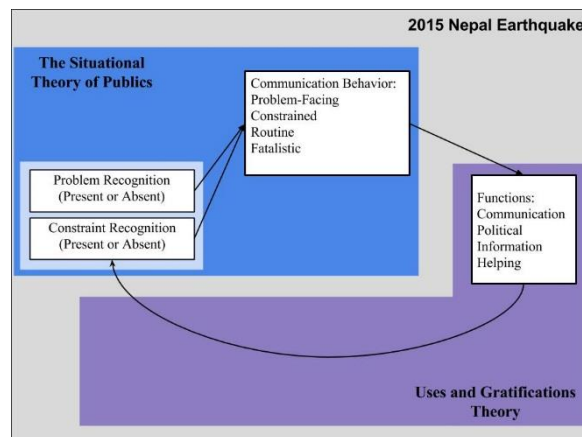 2015 Nepal Earthquake
The Situational
Theory of Publics
Communication Behavior:
Problem-Facing
Constrained
Routine
Fatalistic
Problem Recognition
(Present or Absent)
Constraint Recognition
(Present or Absent)
Functions:
Communication
Political
Information
Helping
Uses and Gratifications
Theory